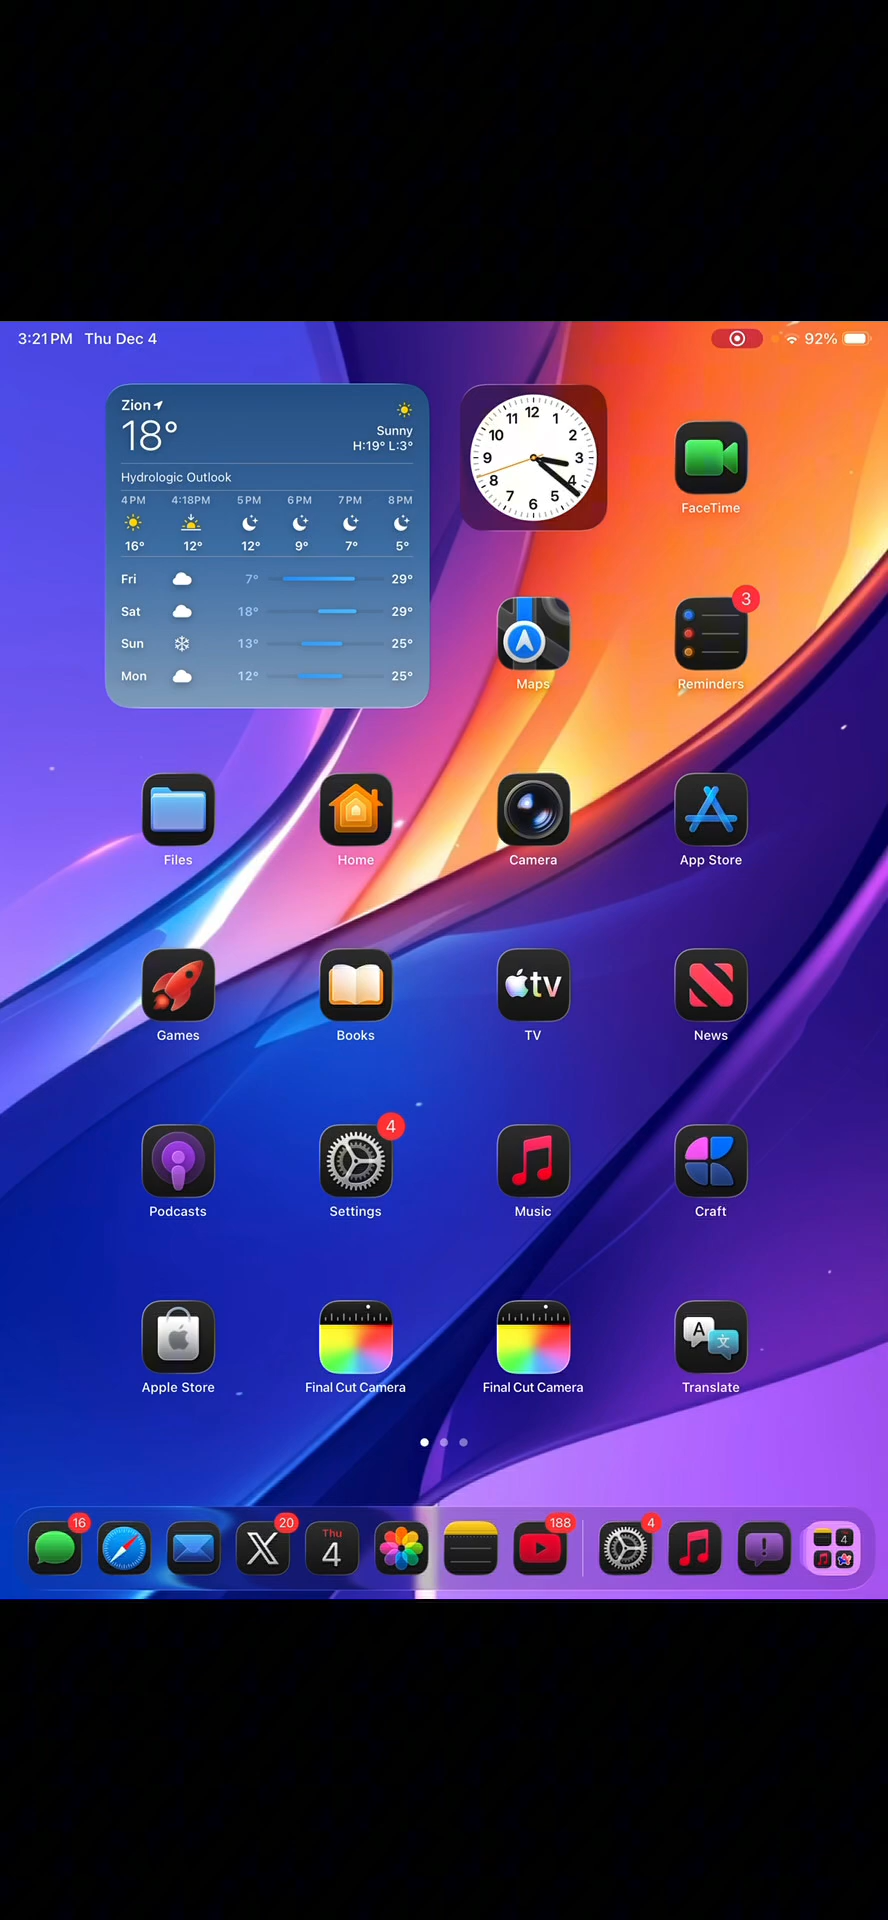 3:21 PM Thu Dec 4
92%
Zion
18°
Sunny
H:19° L:3°
Hydrologic Outlook
4 PM 4:18PM 5 PM 6 PM 7 PM 8 PM
16° 12° 12° 9° 7° 5°
Fri 7° 29°
Sat 18° 29°
Sun 13° 25°
Mon 12° 25°
12
11 1
10 2
9 3
8 4
7 5
6
FaceTime
Maps
3
Reminders
Files
Home
Camera
App Store
Games
Books
tv
TV
News
Podcasts
4
Settings
Music
Craft
Apple Store
Final Cut Camera
Final Cut Camera
A 文
Translate
16
20
X
Thu
4
188
4
!
4